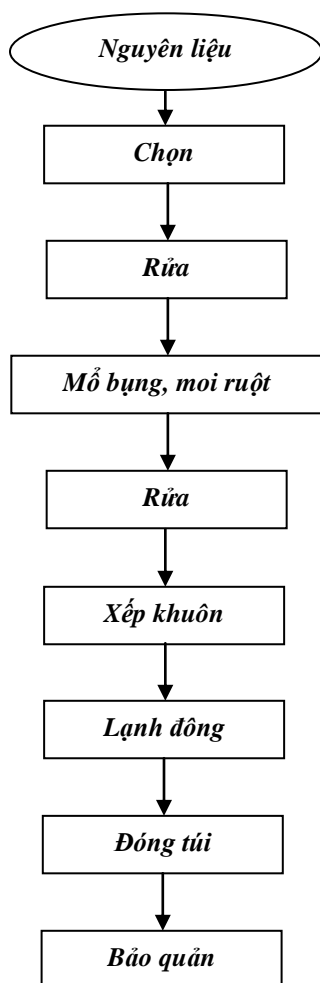 Nguyên liệu
Chọn
Rửa
Mổ bụng, moi ruột
Rửa
Xếp khuôn
Lạnh đông
Đóng túi
Bảo quản